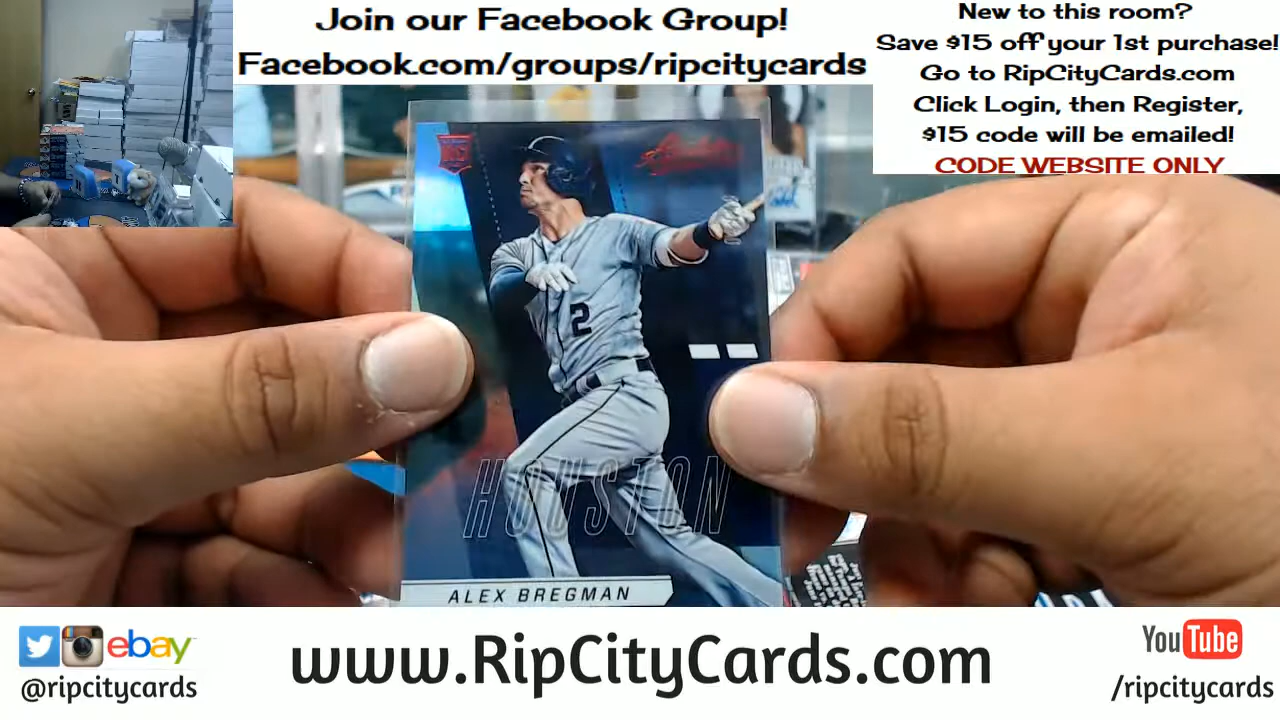 Join our Facebook Group!
Facebook.com/groups/ripcitycards
New to this room?
Save $15 off your 1st purchase!
Go to RipCityCards.com
Click Login, then Register,
$15 code will be emailed!
CODE WEBSITE ONLY
RC
Absolute
2
HOUSTON
ALEX BREGMAN
ebay
@ripcitycards
www.RipCityCards.com
YouTube
/ripcitycards